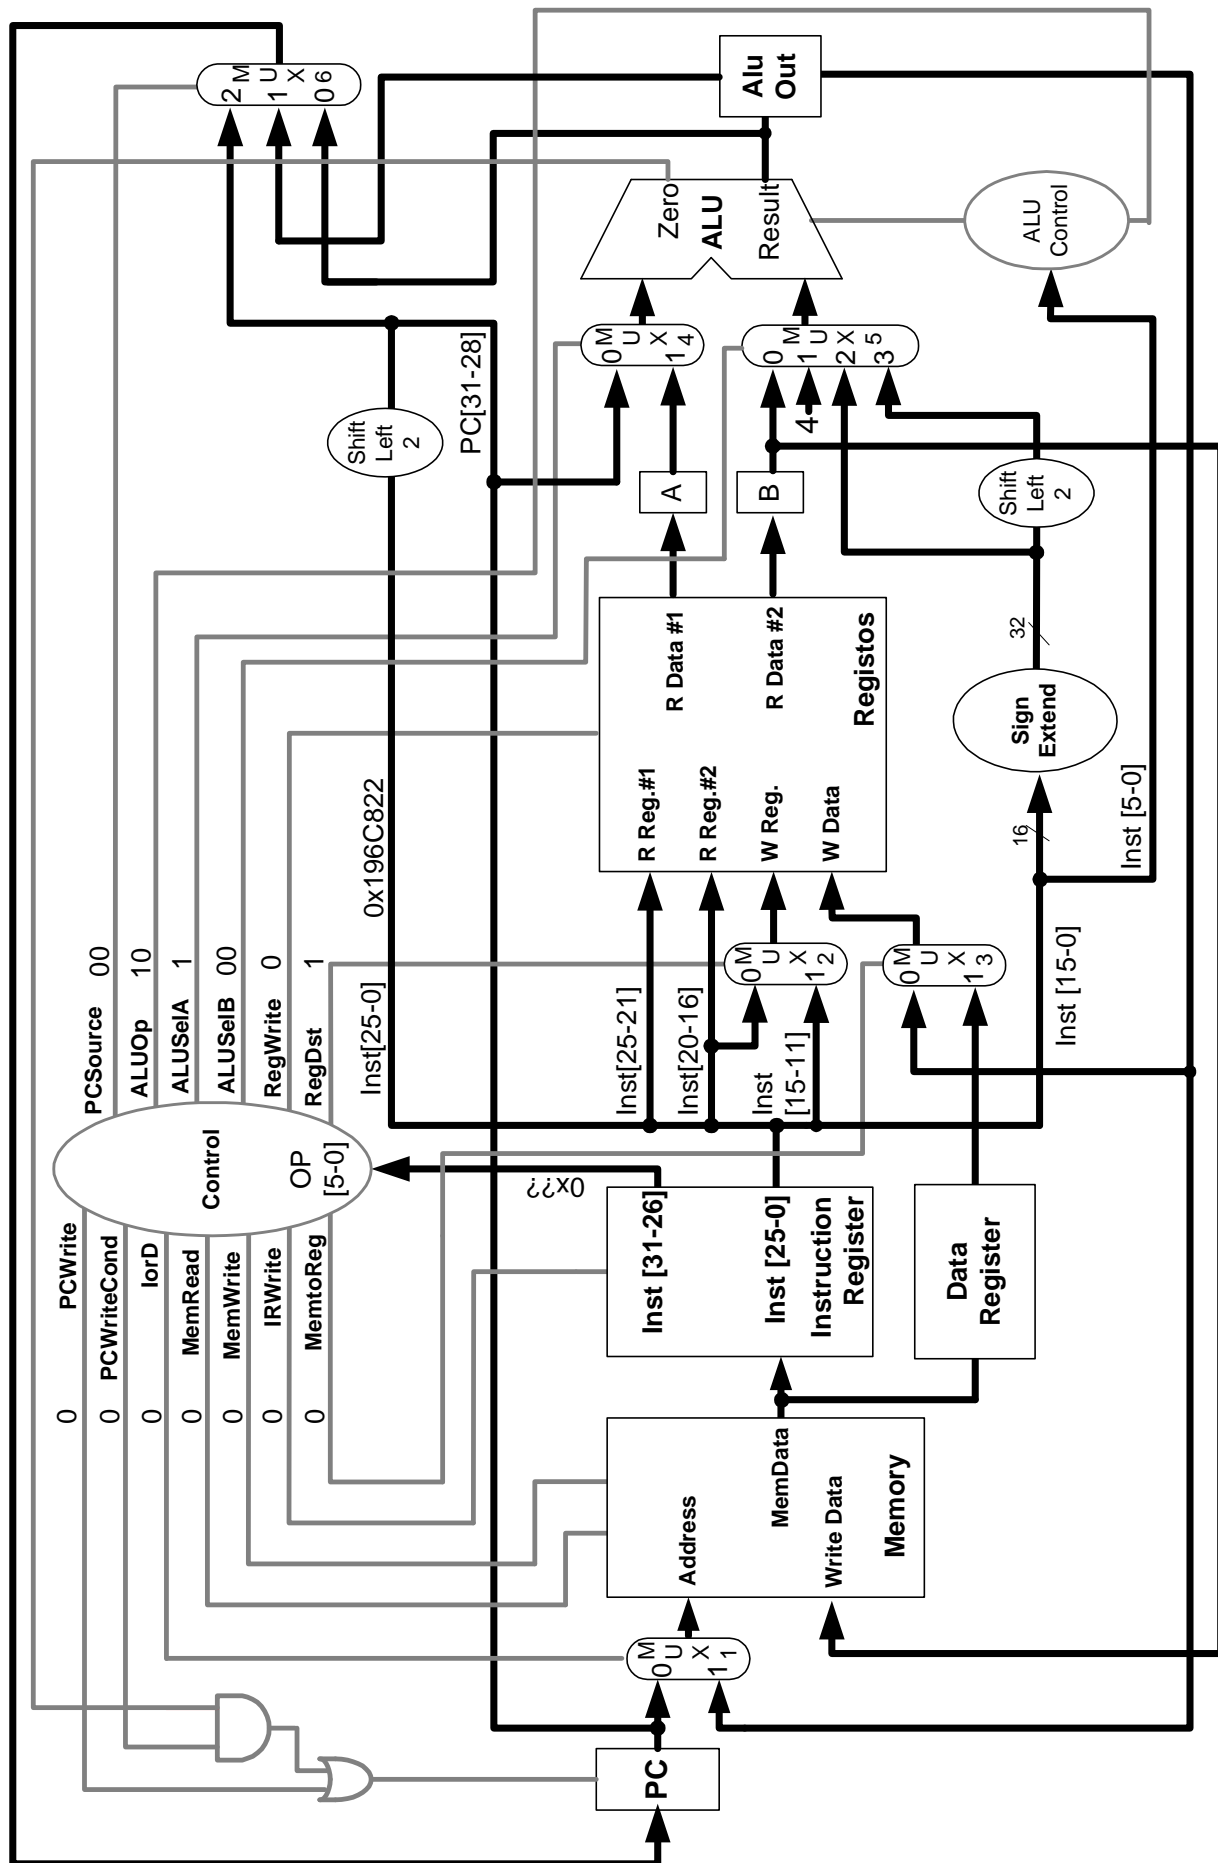 PCWrite 0
PCWriteCond 0
IorD 0
MemRead 0
MemWrite 0
IRWrite 0
MemtoReg 0
Control
OP
[5-0]
PCSource 00
ALUOp 10
ALUSelA 1
ALUSelB 00
RegWrite 0
RegDst 1
0x??
Inst[25-0]
0x196C822
Shift
Left
2
PC[31-28]
2
1
0
M
U
X
6
PC
0
1
M
U
X
1
Address
MemData
Write Data
Memory
Inst [31-26]
Inst [25-0]
Instruction
Register
Data
Register
Inst[25-21]
Inst[20-16]
Inst
[15-11]
0
1
M
U
X
2
0
1
M
U
X
3
Inst [15-0]
R Reg.#1
R Reg.#2
W Reg.
W Data
R Data #1
R Data #2
Registos
16
Sign
Extend
32
Inst [5-0]
Shift
Left
2
A
B
4
0
1
M
U
X
4
0
1
2
3
M
U
X
5
Zero
ALU
Result
ALU
Control
Alu
Out